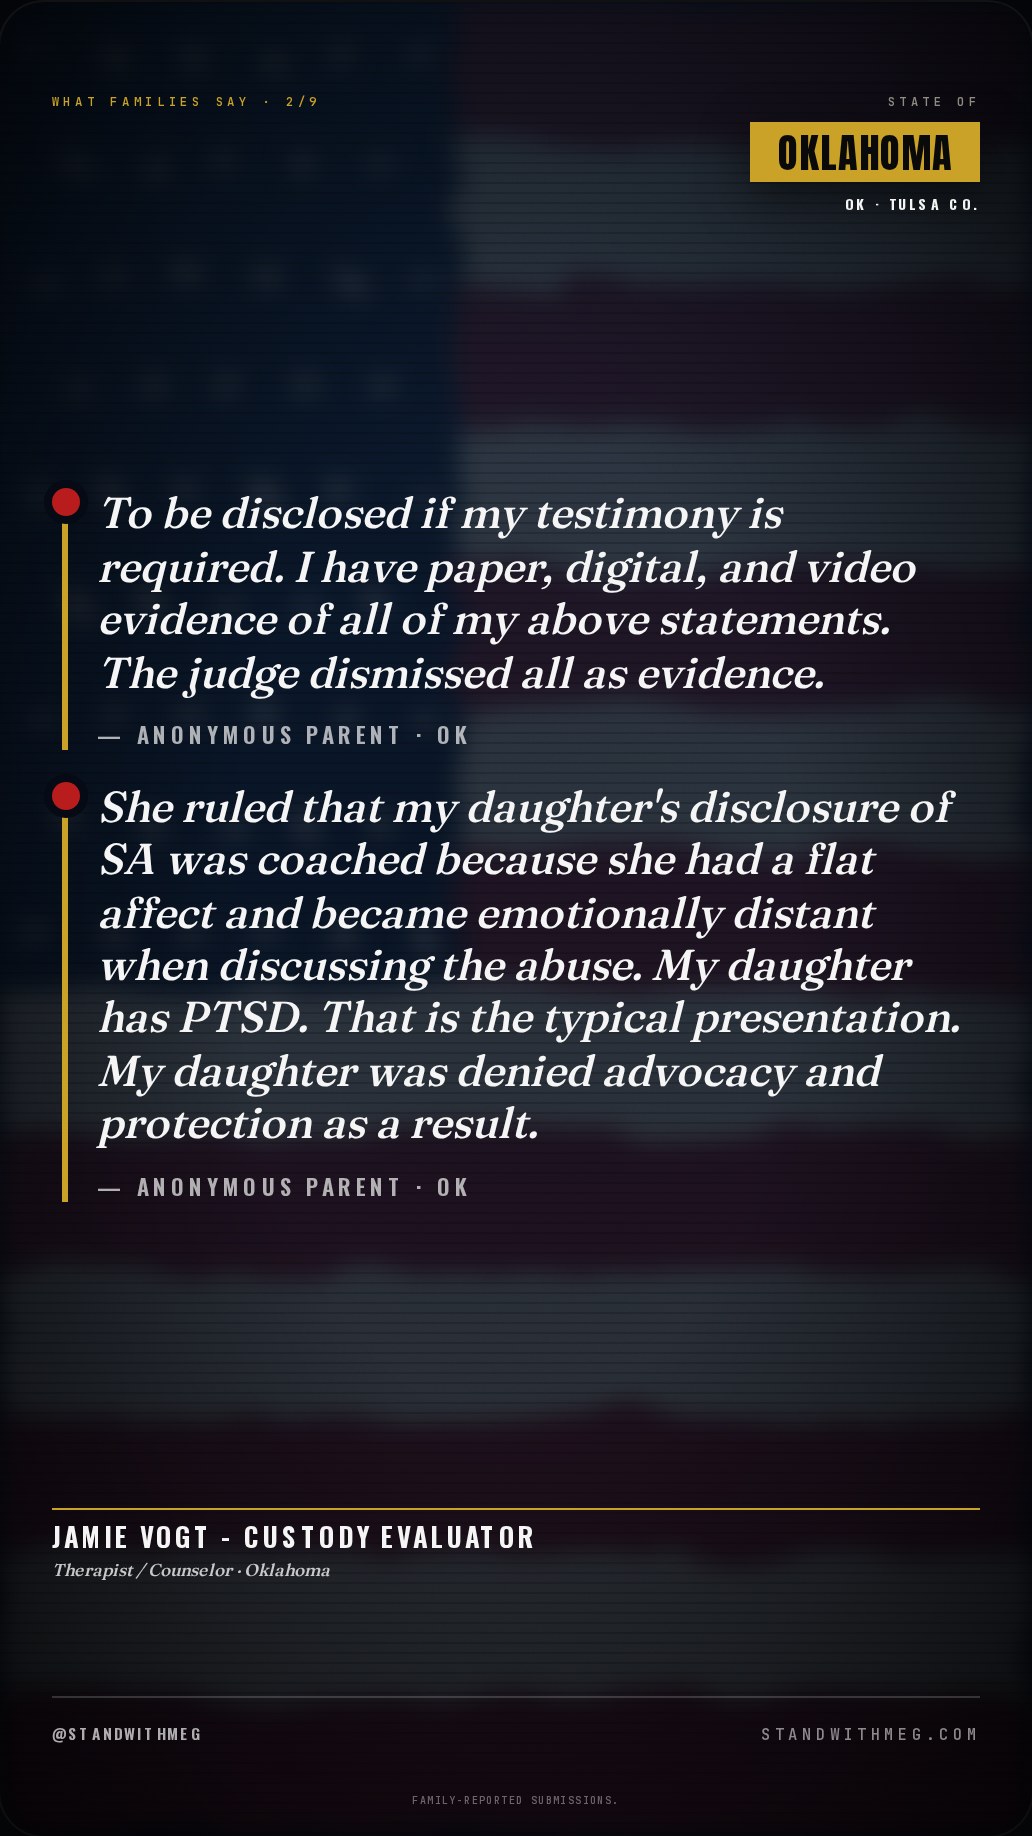 WHAT FAMILIES SAY · 2/9
STATE OF
OKLAHOMA
OK · TULSA CO.
To be disclosed if my testimony is
required. I have paper, digital, and video
evidence of all of my above statements.
The judge dismissed all as evidence.
— ANONYMOUS PARENT · OK
She ruled that my daughter's disclosure of
SA was coached because she had a flat
affect and became emotionally distant
when discussing the abuse. My daughter
has PTSD. That is the typical presentation.
My daughter was denied advocacy and
protection as a result.
— ANONYMOUS PARENT · OK
JAMIE VOGT - CUSTODY EVALUATOR
Therapist / Counselor · Oklahoma
@STANDWITHMEG
STANDWITHMEG.COM
FAMILY-REPORTED SUBMISSIONS.